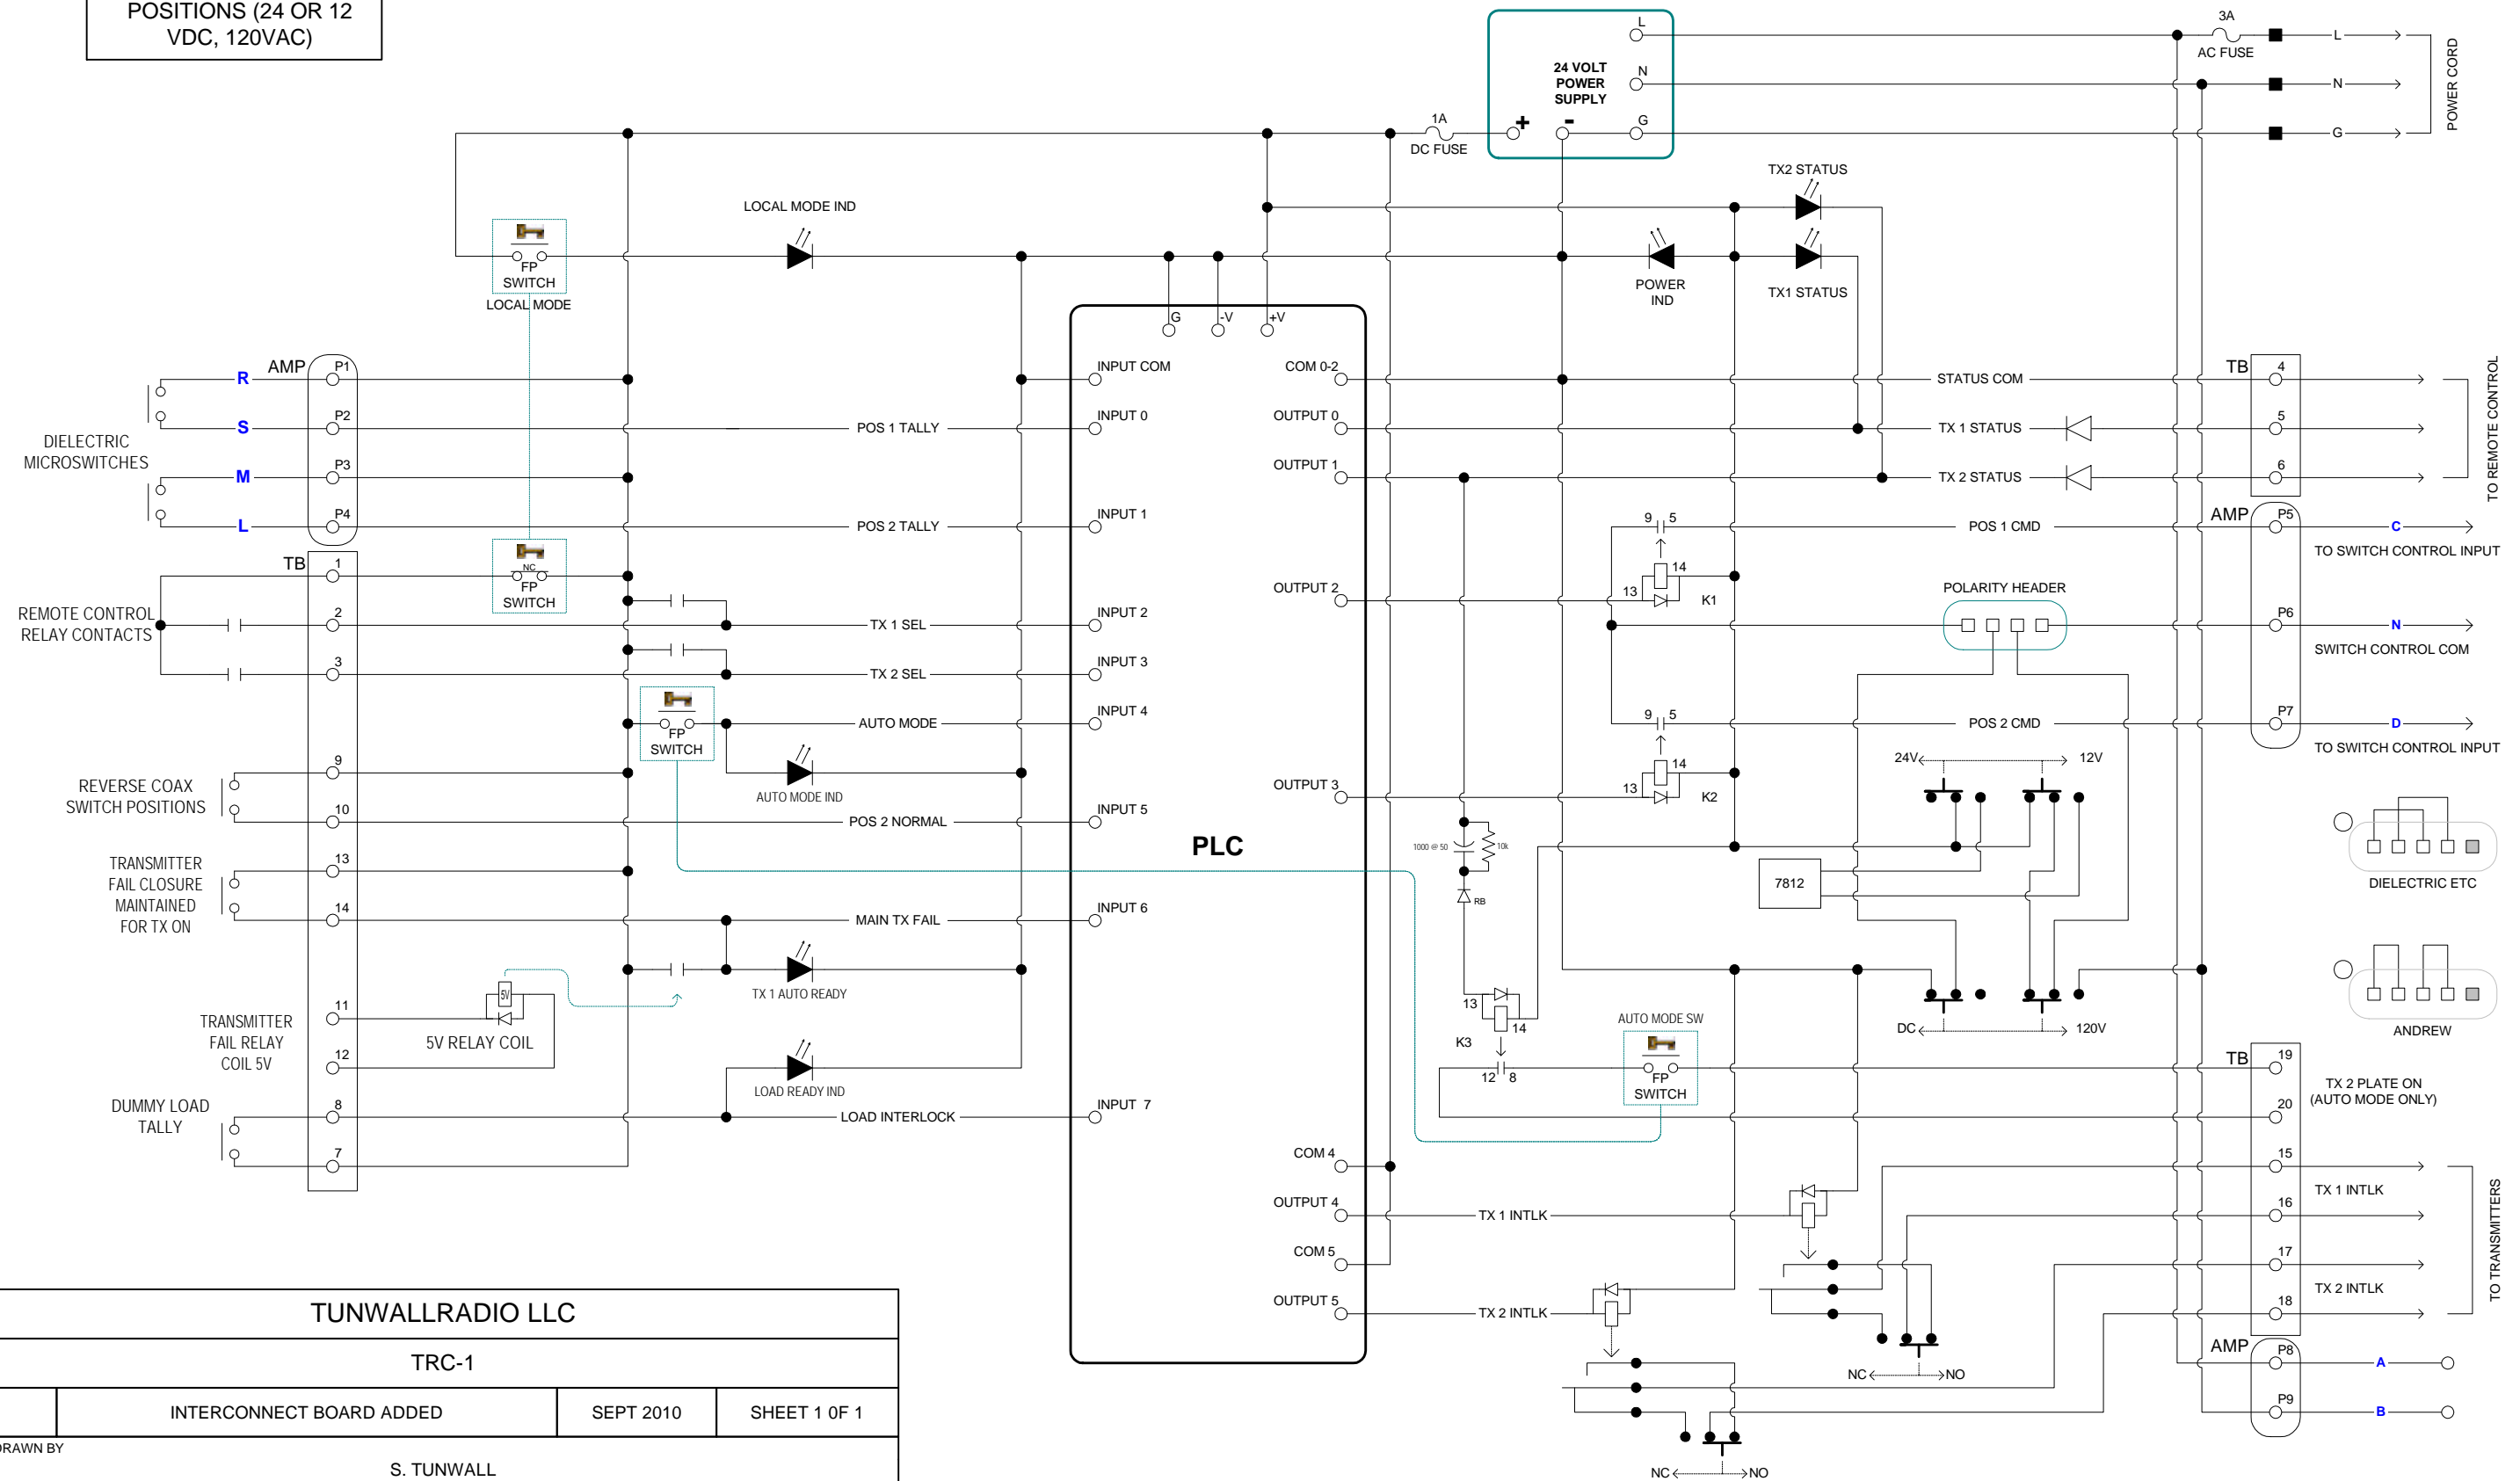 POSITIONS (24 OR 12
VDC, 120VAC)
L
N
G
24 VOLT
POWER
SUPPLY
+
-
1A
DC FUSE
3A
AC FUSE
L
N
G
POWER CORD
TX2 STATUS
TX1 STATUS
POWER
IND
LOCAL MODE IND
FP
SWITCH
LOCAL MODE
G
-V
+V
AMP
P1
P2
P3
P4
R
S
M
L
DIELECTRIC
MICROSWITCHES
POS 1 TALLY
POS 2 TALLY
INPUT COM
INPUT 0
INPUT 1
INPUT 2
INPUT 3
INPUT 4
INPUT 5
INPUT 6
INPUT 7
PLC
COM 0-2
OUTPUT 0
OUTPUT 1
OUTPUT 2
OUTPUT 3
COM 4
OUTPUT 4
COM 5
OUTPUT 5
TB
1
2
3
9
10
13
14
11
12
8
7
NC
FP
SWITCH
REMOTE CONTROL
RELAY CONTACTS
TX 1 SEL
TX 2 SEL
FP
SWITCH
AUTO MODE
AUTO MODE IND
REVERSE COAX
SWITCH POSITIONS
POS 2 NORMAL
TRANSMITTER
FAIL CLOSURE
MAINTAINED
FOR TX ON
MAIN TX FAIL
TX 1 AUTO READY
TRANSMITTER
FAIL RELAY
COIL 5V
5V
5V RELAY COIL
LOAD READY IND
DUMMY LOAD
TALLY
LOAD INTERLOCK
STATUS COM
TX 1 STATUS
TX 2 STATUS
TB
4
5
6
TO REMOTE CONTROL
9
5
POS 1 CMD
14
13
K1
AMP
P5
P6
P7
C
TO SWITCH CONTROL INPUT
N
SWITCH CONTROL COM
D
TO SWITCH CONTROL INPUT
POLARITY HEADER
9
5
POS 2 CMD
14
13
K2
24V
12V
1000 @ 50
10k
RB
7812
DC
120V
DIELECTRIC ETC
ANDREW
13
14
K3
12
8
AUTO MODE SW
FP
SWITCH
TB
19
20
15
16
17
18
TX 2 PLATE ON
(AUTO MODE ONLY)
TX 1 INTLK
TX 2 INTLK
TO TRANSMITTERS
TX 1 INTLK
TX 2 INTLK
NC
NO
NC
NO
AMP
P8
P9
A
B
TUNWALLRADIO LLC
TRC-1
INTERCONNECT BOARD ADDED
SEPT 2010
SHEET 1 0F 1
S. TUNWALL